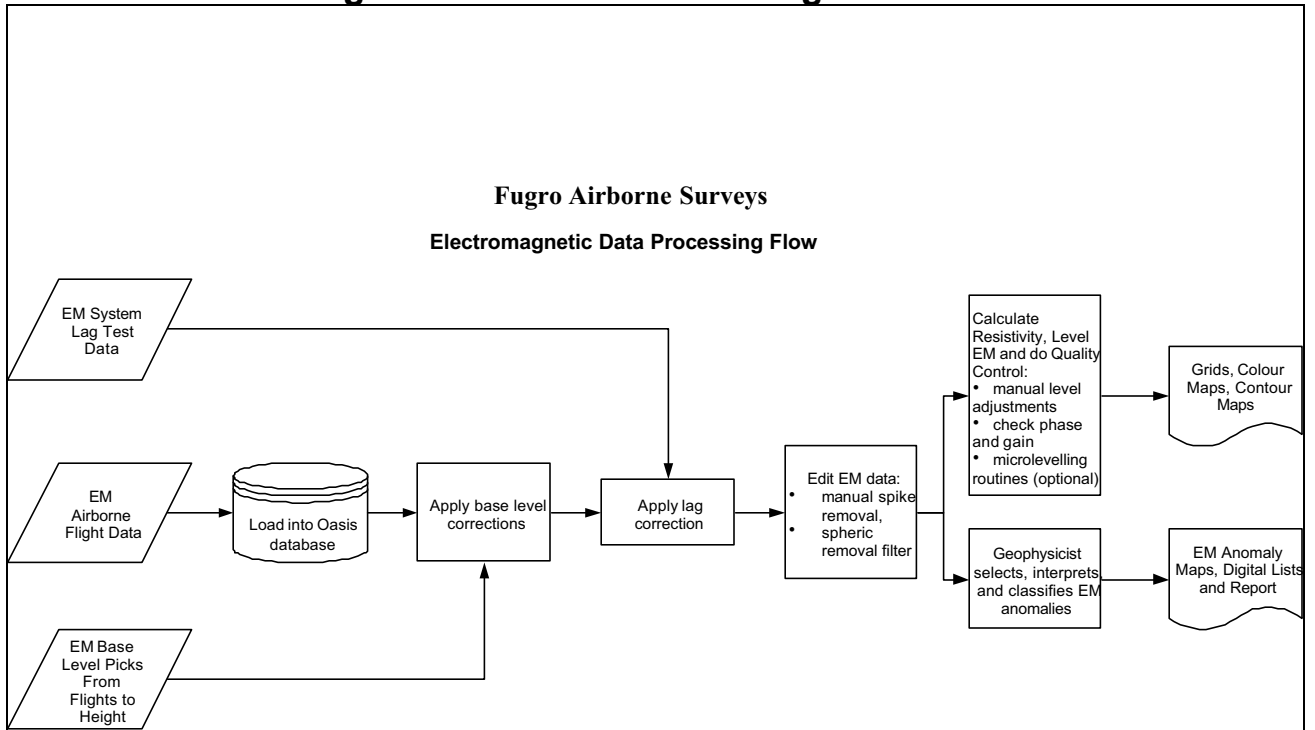 Fugro Airborne Surveys
Electromagnetic Data Processing Flow
EM System
Lag Test
Data
EM
Airborne
Flight Data
EM Base
Level Picks
From
Flights to
Height
Load into Oasis
database
Apply base level
corrections
Apply lag
correction
Edit EM data:
• manual spike
removal,
• spheric
removal filter
Calculate
Resistivity, Level
EM and do Quality
Control:
• manual level
adjustments
• check phase
and gain
• microlevelling
routines (optional)
Geophysicist
selects, interprets
and classifies EM
anomalies
Grids, Colour
Maps, Contour
Maps
EM Anomaly
Maps, Digital Lists
and Report